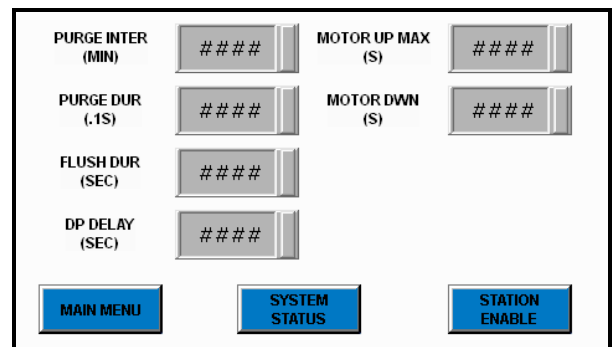 PURGE INTER
(MIN)
####
MOTOR UP MAX
(S)
####
PURGE DUR
(.1S)
####
MOTOR DWN
(S)
####
FLUSH DUR
(SEC)
####
DP DELAY
(SEC)
####
MAIN MENU
SYSTEM
STATUS
STATION
ENABLE